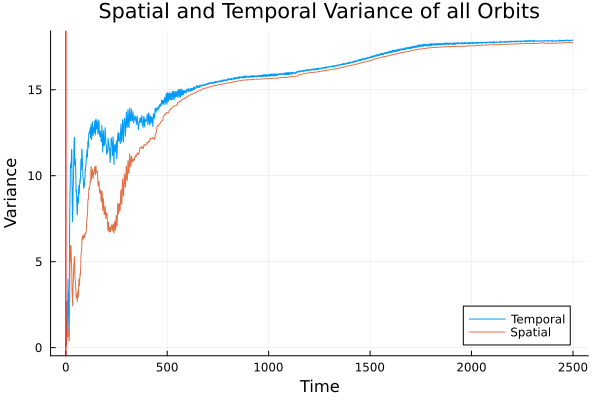 Spatial and Temporal Variance of all Orbits
Variance
15
10
5
0
Temporal
Spatial
0 500 1000 1500 2000 2500
Time